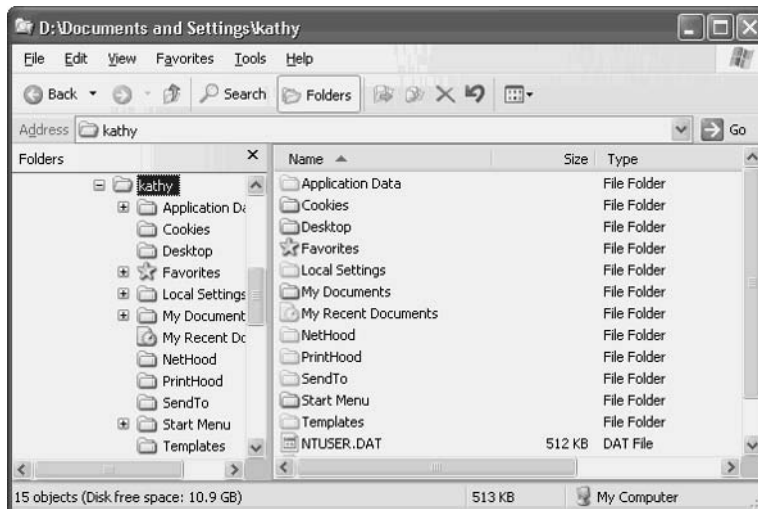 D:\Documents and Settings\kathy
File Edit View Favorites Tools Help
Back Search Folders
Address kathy Go
Folders
kathy
Application Da
Cookies
Desktop
Favorites
Local Settings
My Document
My Recent Do
NetHood
PrintHood
SendTo
Start Menu
Templates
Name Size Type
Application Data File Folder
Cookies File Folder
Desktop File Folder
Favorites File Folder
Local Settings File Folder
My Documents File Folder
My Recent Documents File Folder
NetHood File Folder
PrintHood File Folder
SendTo File Folder
Start Menu File Folder
Templates File Folder
NTUSER.DAT 512 KB DAT File
15 objects (Disk free space: 10.9 GB) 513 KB My Computer